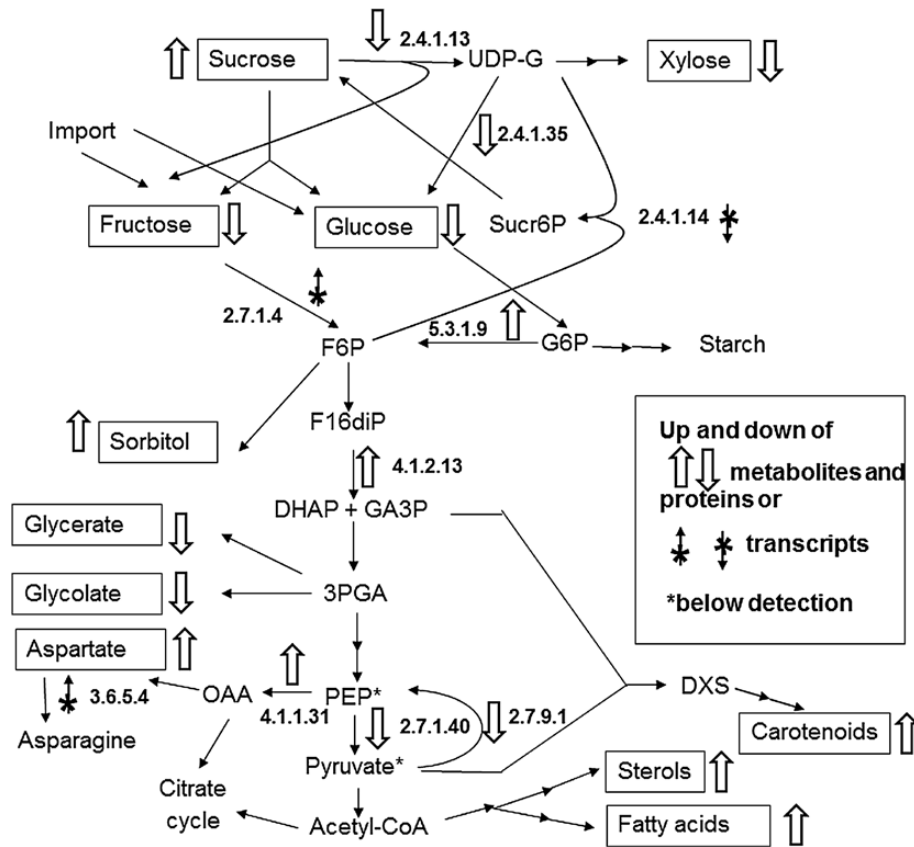 2.4.1.13
Sucrose
UDP-G
Xylose
Import
2.4.1.35
Fructose
Glucose
Sucr6P
2.4.1.14
*
*
2.7.1.4
5.3.1.9
F6P
G6P
Starch
F16diP
Sorbitol
4.1.2.13
DHAP + GA3P
Glycerate
3PGA
Glycolate
Aspartate
OAA
PEP*
3.6.5.4
*
4.1.1.31
2.7.1.40
2.7.9.1
Asparagine
Pyruvate*
Citrate
cycle
Acetyl-CoA
DXS
Carotenoids
Sterols
Fatty acids
Up and down of
metabolites and
proteins or
* * transcripts
*below detection